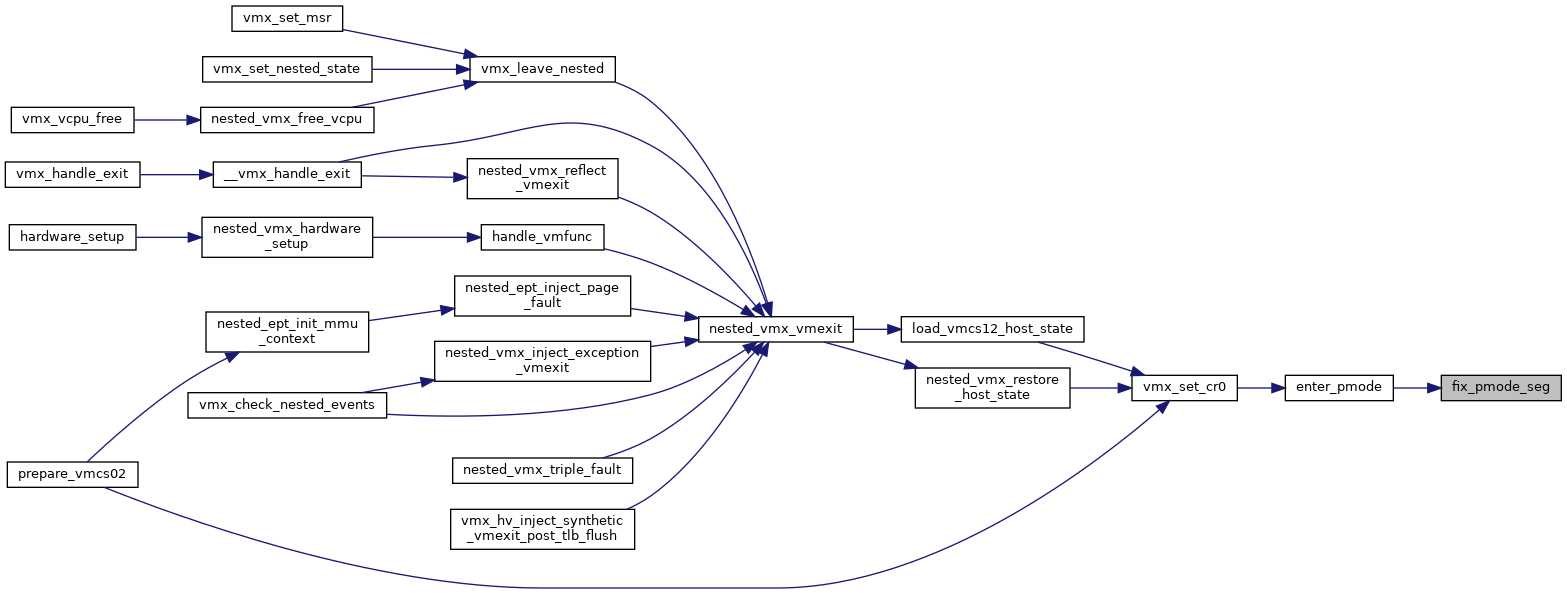 vmx_set_msr
vmx_set_nested_state
vmx_leave_nested
vmx_vcpu_free
nested_vmx_free_vcpu
vmx_handle_exit
__vmx_handle_exit
nested_vmx_reflect
_vmexit
hardware_setup
nested_vmx_hardware
_setup
handle_vmfunc
nested_ept_inject_page
_fault
nested_ept_init_mmu
_context
nested_vmx_vmexit
load_vmcs12_host_state
nested_vmx_inject_exception
_vmexit
nested_vmx_restore
_host_state
vmx_set_cr0
enter_pmode
fix_pmode_seg
vmx_check_nested_events
prepare_vmcs02
nested_vmx_triple_fault
vmx_hv_inject_synthetic
_vmexit_post_tlb_flush